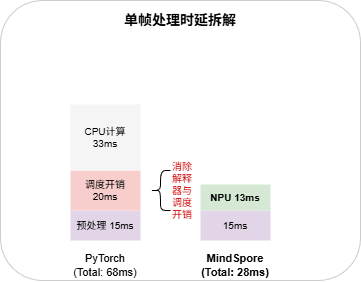 单帧处理时延拆解
CPU计算
33ms
调度开销
20ms
预处理 15ms
消除
解释
器与
调度
开销
NPU 13ms
15ms
PyTorch
(Total: 68ms)
MindSpore
(Total: 28ms)